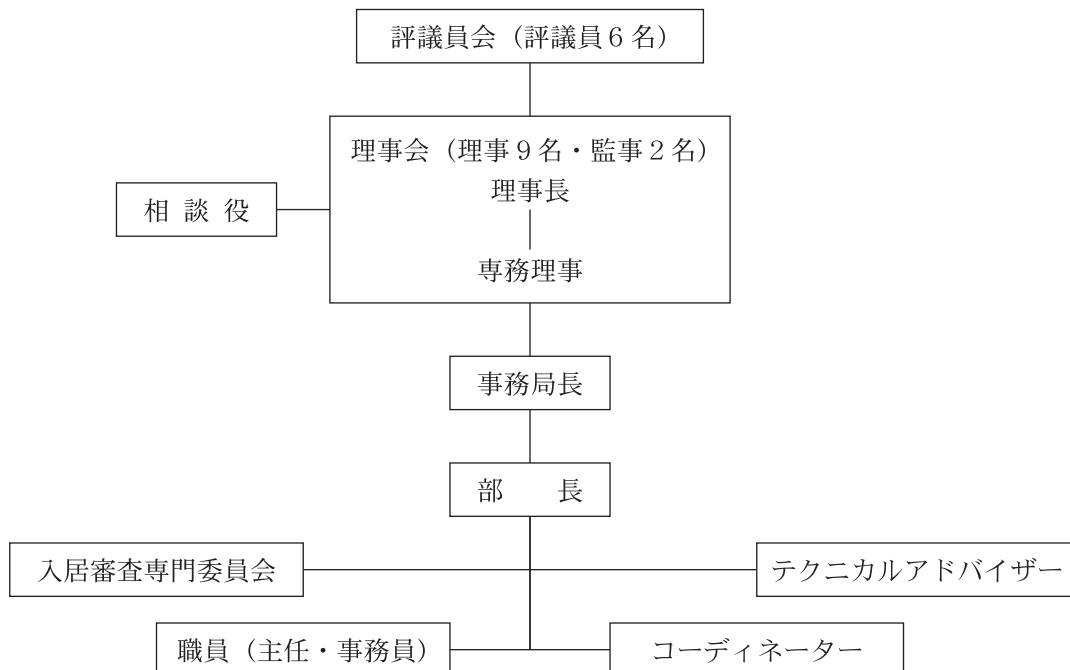 評議員会（評議員６名）
理事会（理事９名・監事２名）
理事長
相 談 役
専務理事
事務局長
部　　長
入居審査専門委員会
テクニカルアドバイザー
職員（主任・事務員）
コーディネーター